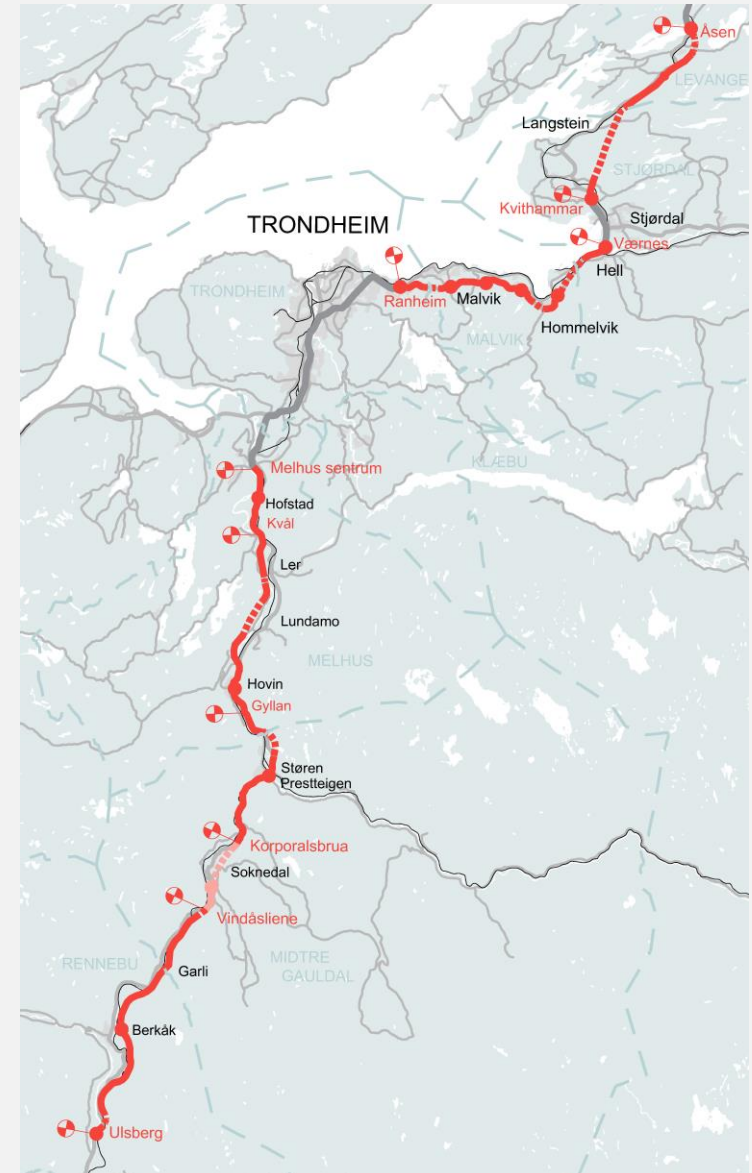 Åsen
LEVANGE
Langstein
STJØRDAL
Kvithammar
Stjørdal
TRONDHEIM
Værnes
Hell
TRONDHEIM
Ranheim
Malvik
Hommelvik
MALVIK
Melhus sentrum
KLÆBU
Hofstad
Kvål
Ler
Lundamo
MELHUS
Hovin
Gyllan
Støren
Prestteigen
Korporalsbrua
Soknedal
Vindåsliene
RENNEBU
Garli
MIDTRE
GAULDAL
Berkåk
Ulsberg